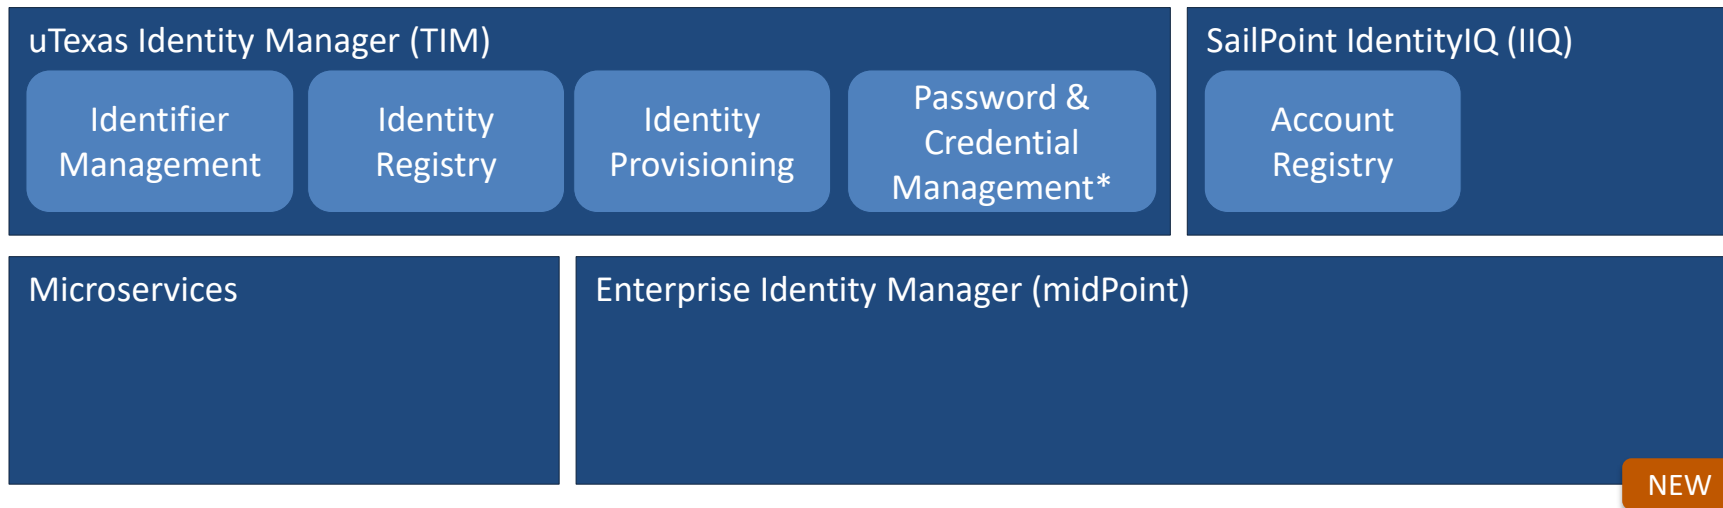 uTexas Identity Manager (TIM)
Identifier
Management
Identity
Registry
Identity
Provisioning
Password &
Credential
Management*
SailPoint IdentityIQ (IIQ)
Account
Registry
Microservices
Enterprise Identity Manager (midPoint)
NEW